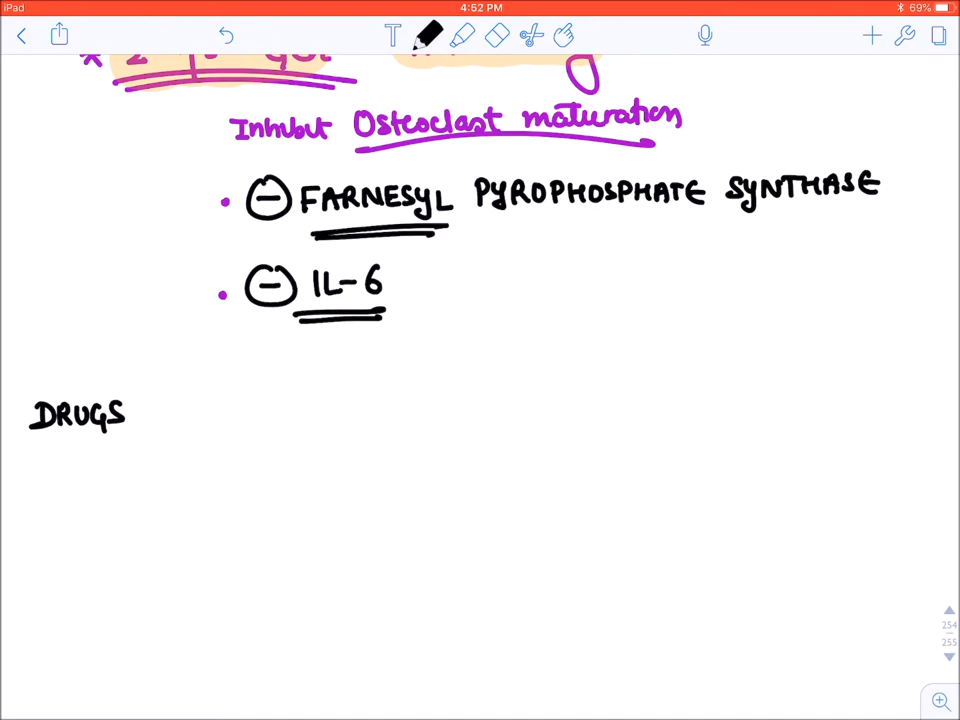 iPad 4:52 PM 69%
T
Inhibit Osteoclast maturation
• ⊖ FARNESYL PYROPHOSPHATE SYNTHASE
• ⊖ IL-6
DRUGS
254
255